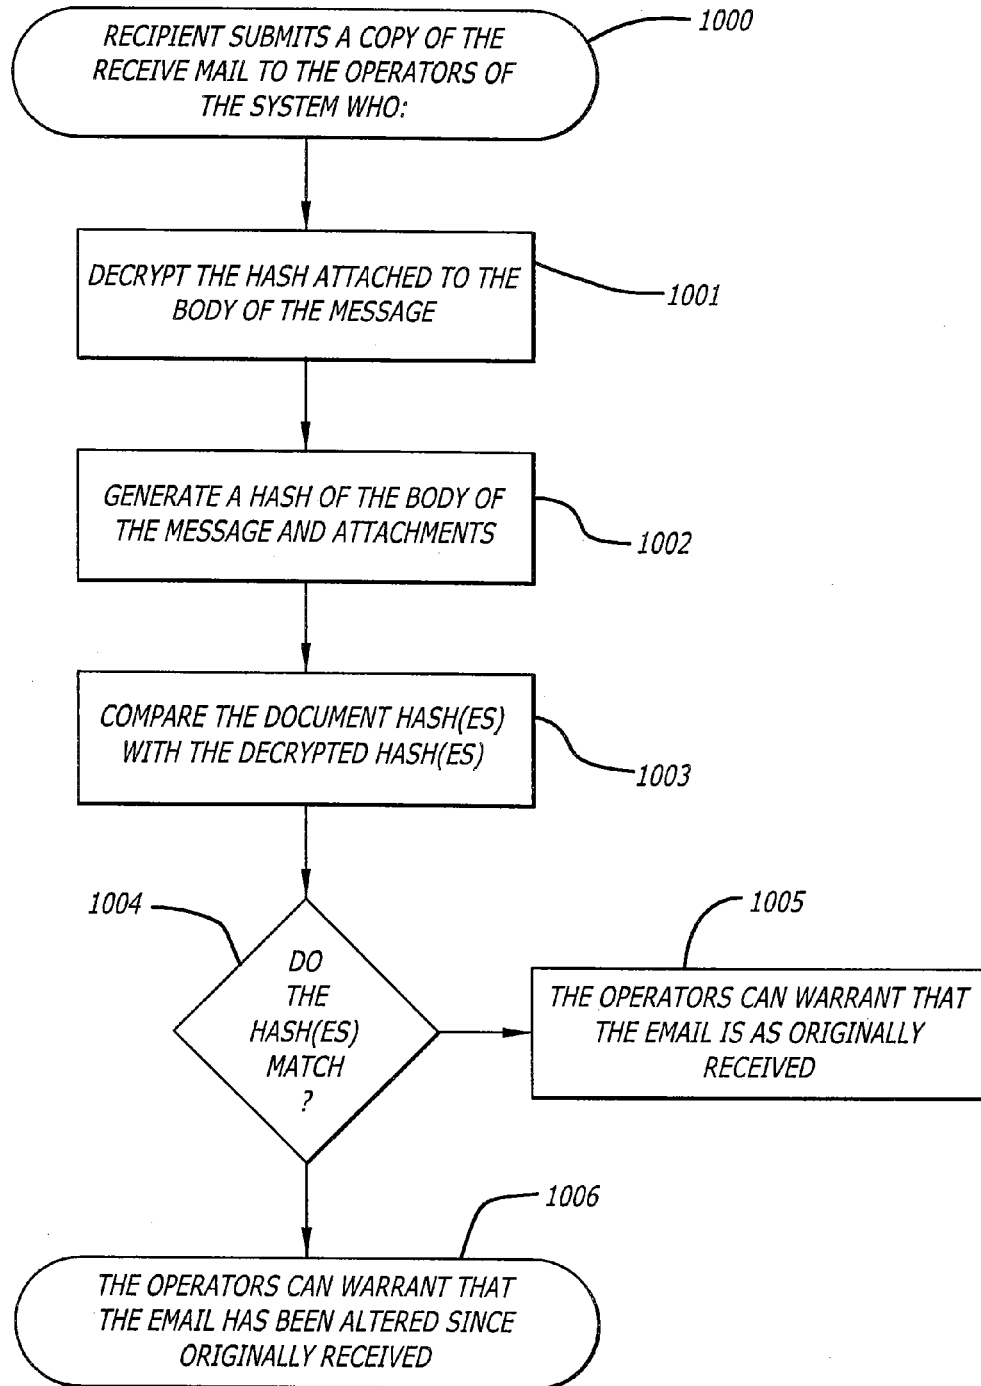 RECIPIENT SUBMITS A COPY OF THE
RECEIVE MAIL TO THE OPERATORS OF
THE SYSTEM WHO:
1000
DECRYPT THE HASH ATTACHED TO THE
BODY OF THE MESSAGE
1001
GENERATE A HASH OF THE BODY OF
THE MESSAGE AND ATTACHMENTS
1002
COMPARE THE DOCUMENT HASH(ES)
WITH THE DECRYPTED HASH(ES)
1003
1004
DO
THE
HASH(ES)
MATCH
?
1005
THE OPERATORS CAN WARRANT THAT
THE EMAIL IS AS ORIGINALLY
RECEIVED
1006
THE OPERATORS CAN WARRANT THAT
THE EMAIL HAS BEEN ALTERED SINCE
ORIGINALLY RECEIVED